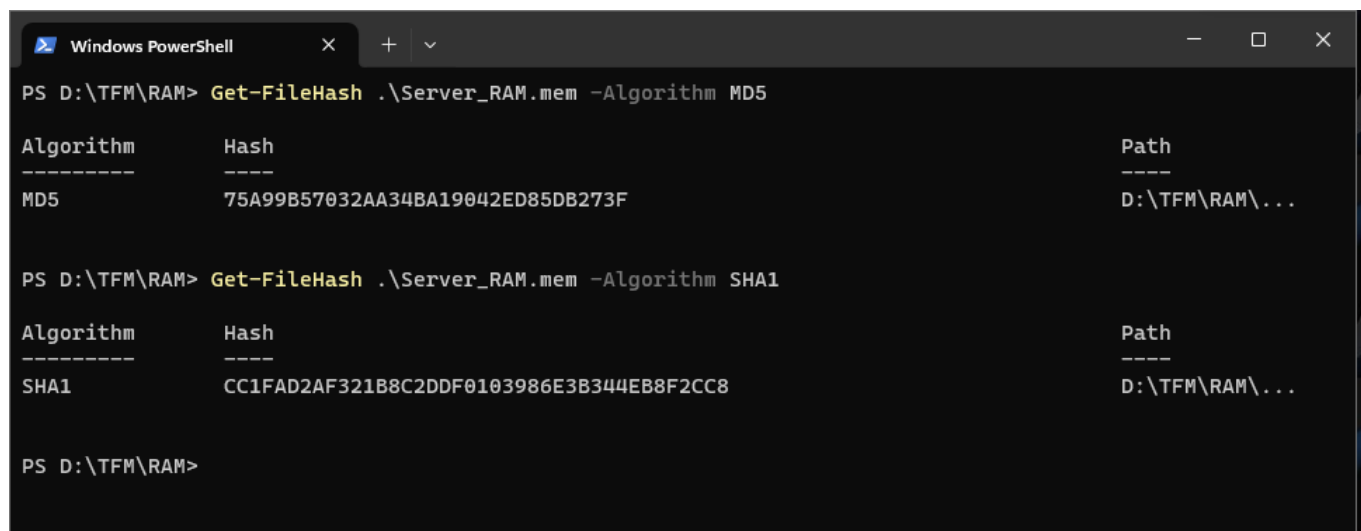 Windows PowerShell
PS D:\TFM\RAM> Get-FileHash .\Server_RAM.mem -Algorithm MD5
Algorithm Hash Path
--------- ---- ----
MD5 75A99B57032AA34BA19042ED85DB273F D:\TFM\RAM\...
PS D:\TFM\RAM> Get-FileHash .\Server_RAM.mem -Algorithm SHA1
Algorithm Hash Path
--------- ---- ----
SHA1 CC1FAD2AF321B8C2DDF0103986E3B344EB8F2CC8 D:\TFM\RAM\...
PS D:\TFM\RAM>